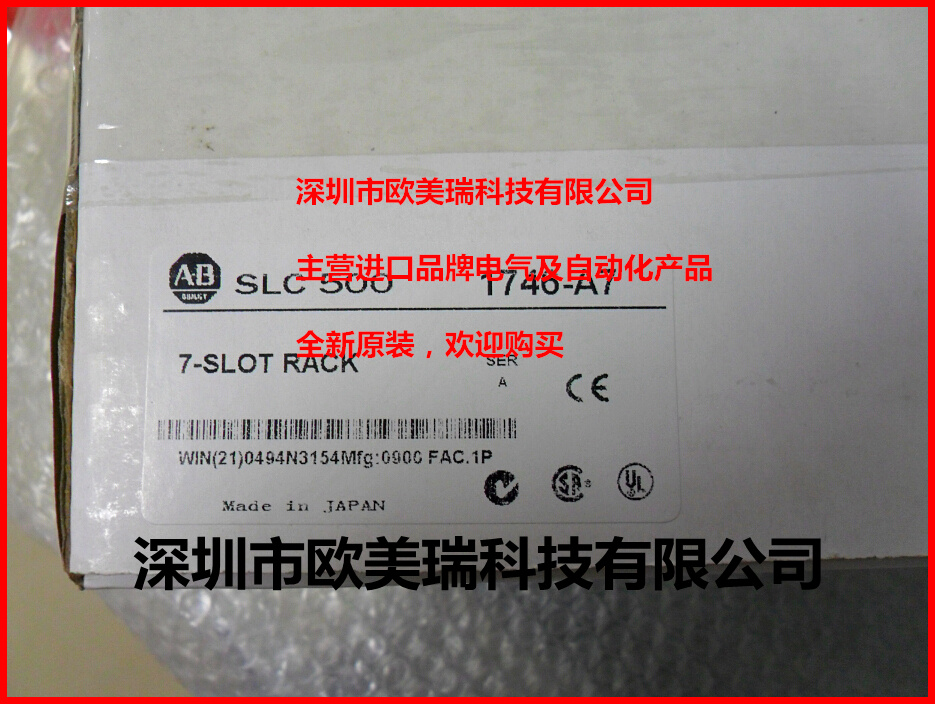 深圳市欧美瑞科技有限公司
主营进口品牌电气及自动化产品
AB
QUALITY
SLC 500 1746-A7
全新原装，欢迎购买
7-SLOT RACK SER
A
CE
WIN(21)0494N3154Mfg:0900 FAC.1P
SA®
UL
Made in JAPAN
深圳市欧美瑞科技有限公司